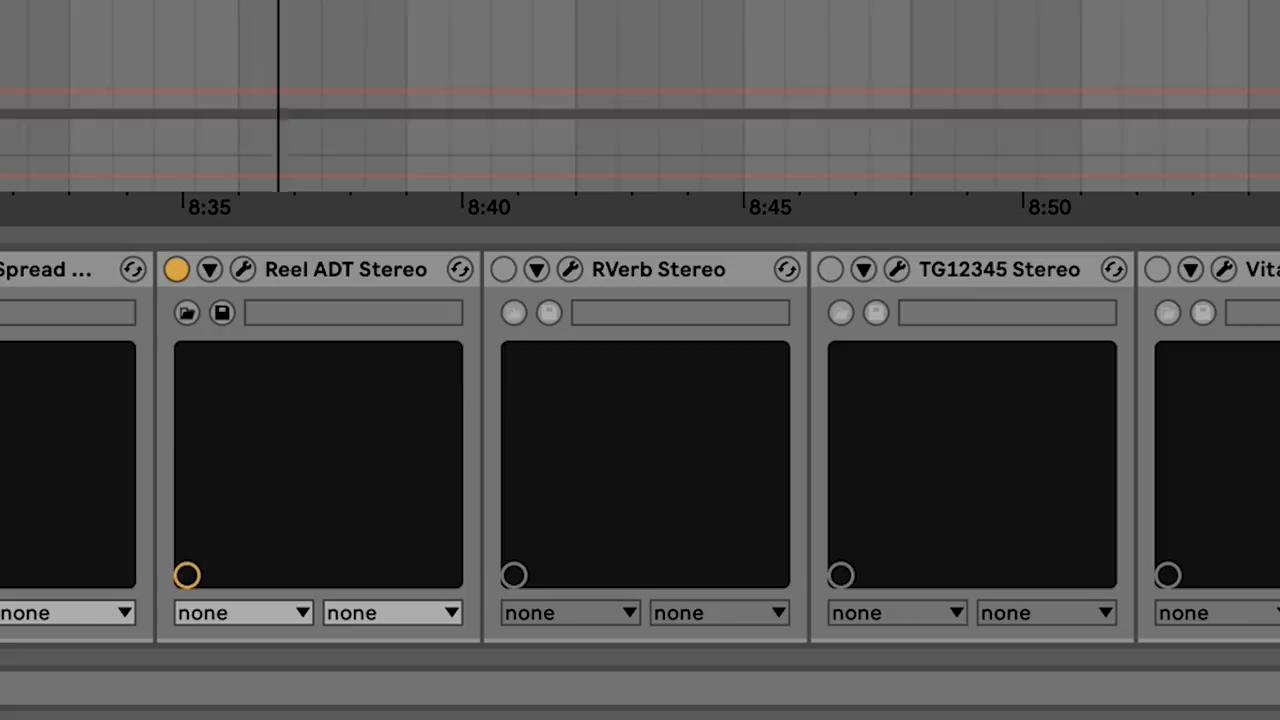 8:35 8:40 8:45 8:50
Spread ... Reel ADT Stereo RVerb Stereo TG12345 Stereo Vita
none none none none none none none none